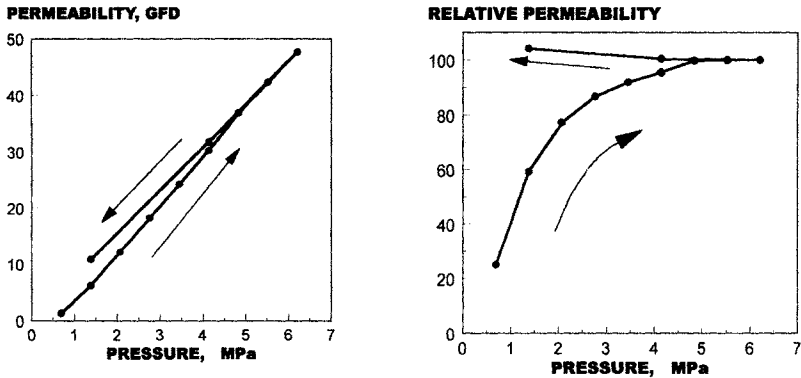 PERMEABILITY, GFD
50
40
30
20
10
0
0 1 2 3 4 5 6 7
PRESSURE, MPa
RELATIVE PERMEABILITY
100
80
60
40
20
0
0 1 2 3 4 5 6 7
PRESSURE, MPa